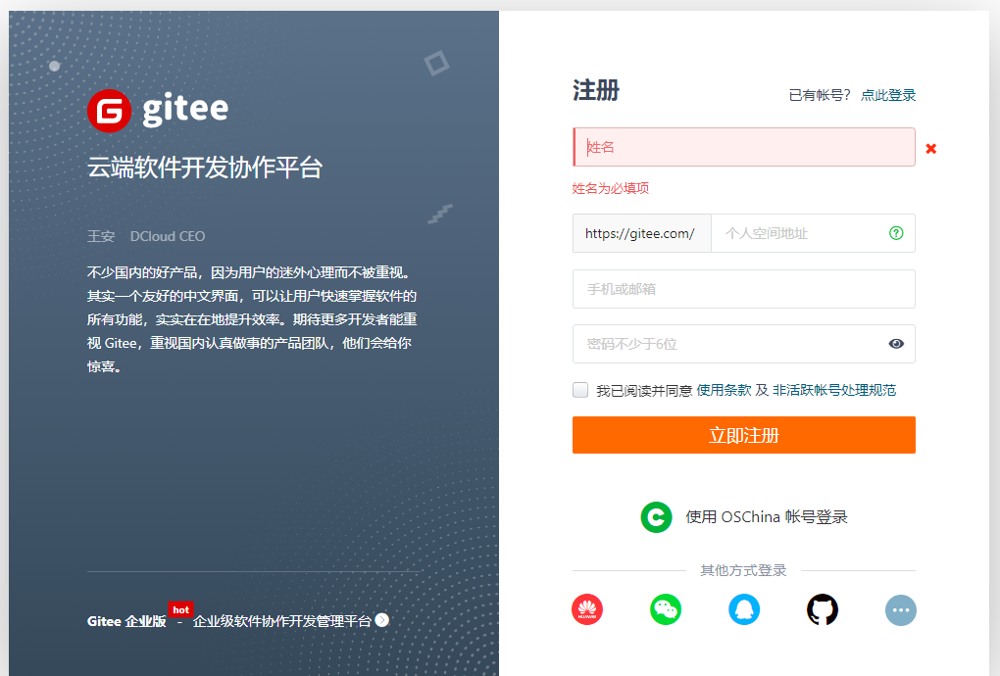 gitee
云端软件开发协作平台
王安 DCloud CEO
不少国内的好产品，因为用户的迷外心理而不被重视。
其实一个友好的中文界面，可以让用户快速掌握软件的
所有功能，实实在在地提升效率。期待更多开发者能重
视 Gitee，重视国内认真做事的产品团队，他们会给你
惊喜。
hot
Gitee 企业版 - 企业级软件协作开发管理平台
注册
已有帐号？ 点此登录
姓名
姓名为必填项
https://gitee.com/ 个人空间地址
手机或邮箱
密码不少于6位
我已阅读并同意 使用条款 及 非活跃帐号处理规范
立即注册
使用 OSChina 帐号登录
其他方式登录
HUAWEI